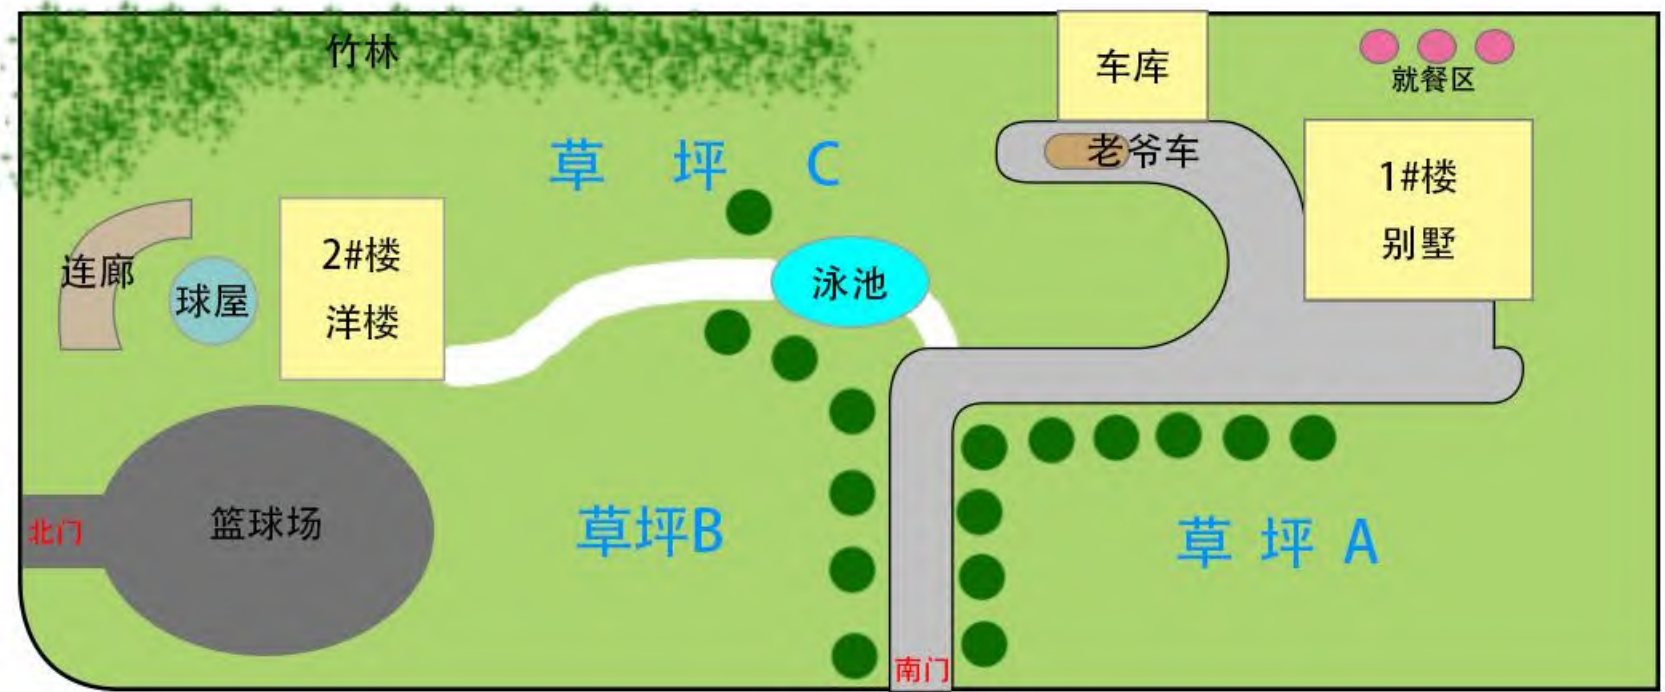 竹林
车库
就餐区
老爷车
草 坪 C
1#楼
别墅
2#楼
洋楼
连廊
球屋
泳池
北门
篮球场
草坪B
草 坪 A
南门